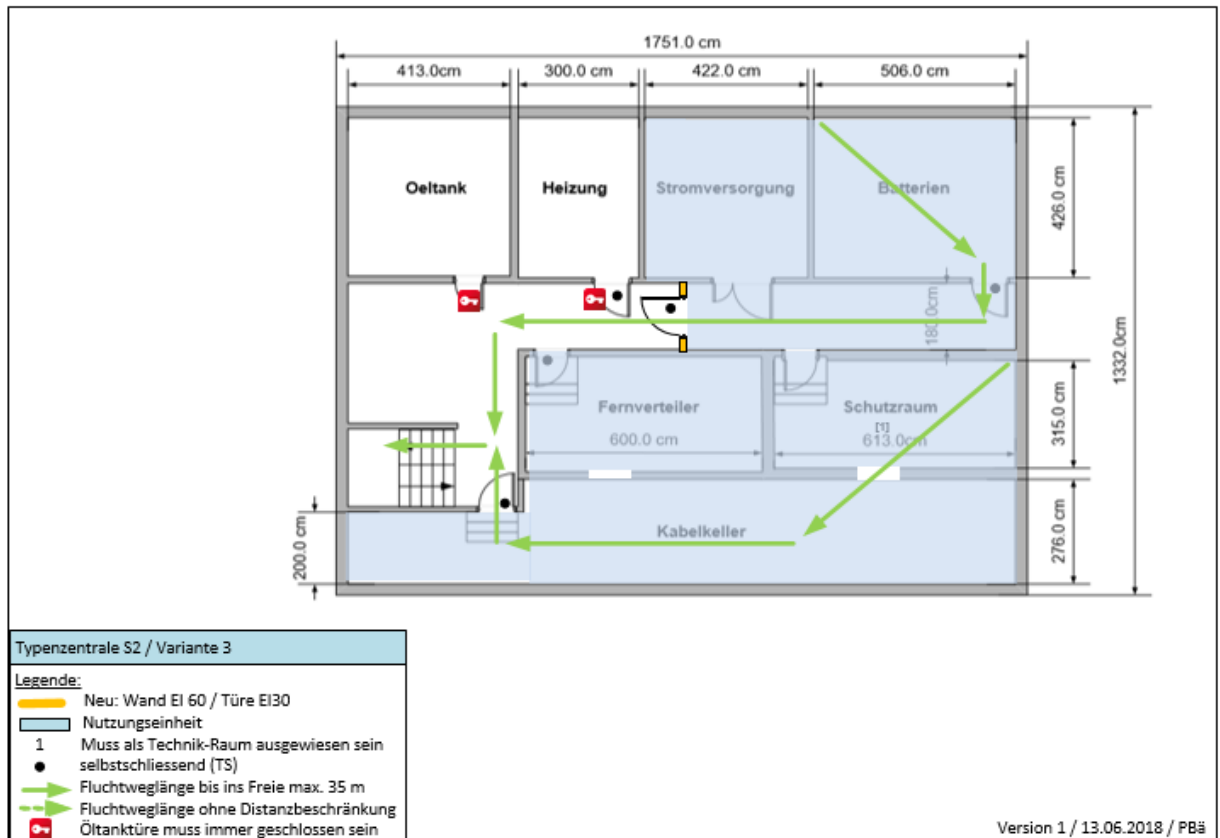 1751.0 cm
413.0cm
300.0 cm
422.0 cm
506.0 cm
Oeltank
Heizung
Stromversorgung
Batterien
426.0 cm
180.0cm
1332.0cm
Fernverteiler
Schutzraum
[1]
600.0 cm
613.0cm
315.0 cm
Kabelkeller
276.0 cm
200.0 cm
Typenzentrale S2 / Variante 3
Legende:
Neu: Wand EI 60 / Türe EI30
Nutzungseinheit
1 Muss als Technik-Raum ausgewiesen sein
selbstschliessend (TS)
Fluchtweglänge bis ins Freie max. 35 m
Fluchtweglänge ohne Distanzbeschränkung
Öltanktüre muss immer geschlossen sein
Version 1 / 13.06.2018 / PBä